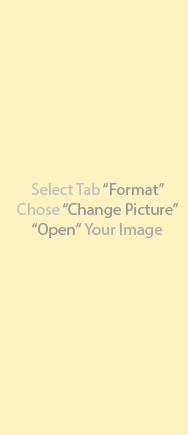 Select Tab “Format”
Chose “Change Picture”
“Open“ Your Image